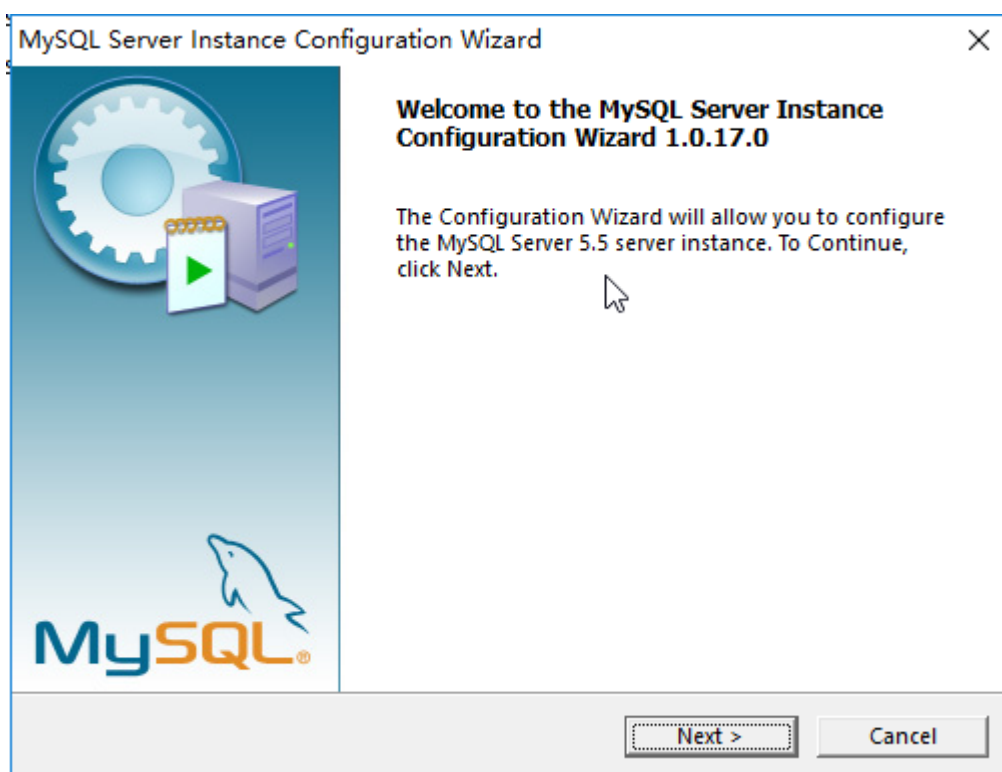 MySQL Server Instance Configuration Wizard
Welcome to the MySQL Server Instance
Configuration Wizard 1.0.17.0
The Configuration Wizard will allow you to configure
the MySQL Server 5.5 server instance. To Continue,
click Next.
MySQL®
Next >
Cancel